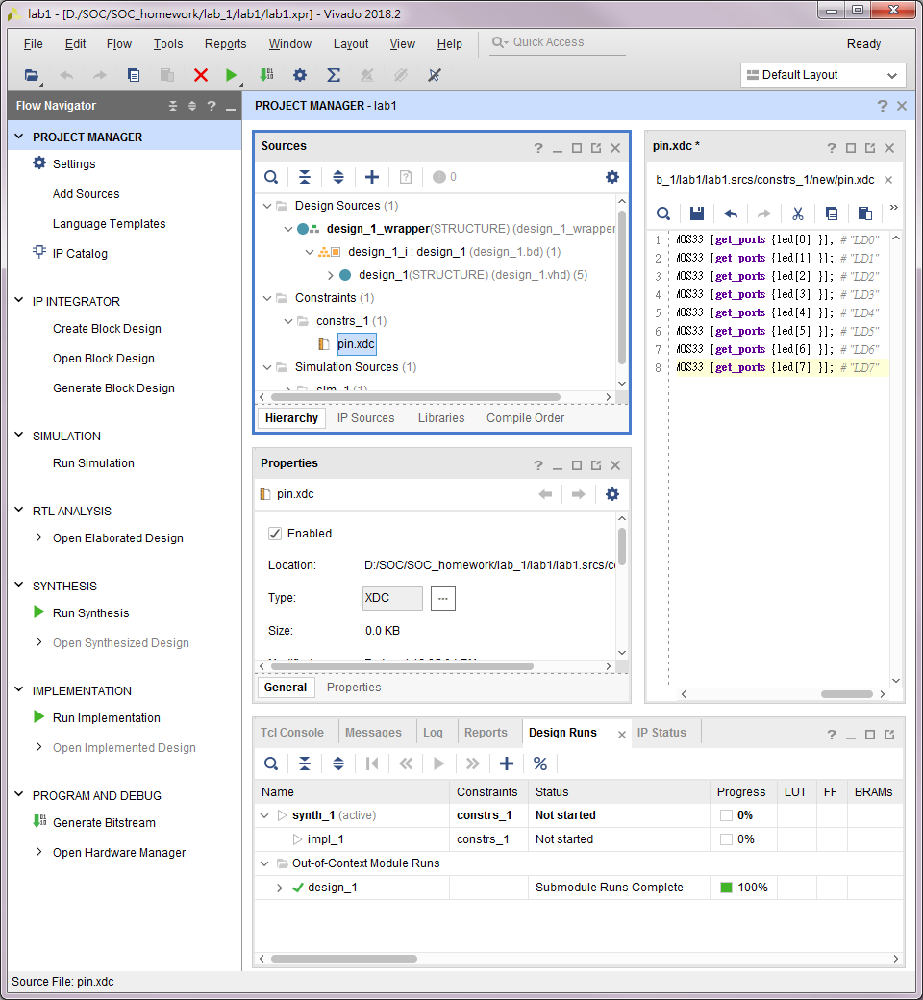 lab1 - [D:/SOC/SOC_homework/lab_1/lab1/lab1.xpr] - Vivado 2018.2
File Edit Flow Tools Reports Window Layout View Help Quick Access Ready
Default Layout
Flow Navigator
PROJECT MANAGER
Settings
Add Sources
Language Templates
IP Catalog
IP INTEGRATOR
Create Block Design
Open Block Design
Generate Block Design
SIMULATION
Run Simulation
RTL ANALYSIS
Open Elaborated Design
SYNTHESIS
Run Synthesis
Open Synthesized Design
IMPLEMENTATION
Run Implementation
Open Implemented Design
PROGRAM AND DEBUG
Generate Bitstream
Open Hardware Manager
PROJECT MANAGER - lab1
Sources
0
Design Sources (1)
design_1_wrapper(STRUCTURE) (design_1_wrapper
design_1_i : design_1 (design_1.bd) (1)
design_1(STRUCTURE) (design_1.vhd) (5)
Constraints (1)
constrs_1 (1)
pin.xdc
Simulation Sources (1)
sim_1 (1)
Hierarchy IP Sources Libraries Compile Order
Properties
pin.xdc
Enabled
Location: D:/SOC/SOC_homework/lab_1/lab1/lab1.srcs/co
Type: XDC ...
Size: 0.0 KB
General Properties
pin.xdc *
b_1/lab1/lab1.srcs/constrs_1/new/pin.xdc
1 MOS33 [get_ports {led[0] }]; # "LD0"
2 MOS33 [get_ports {led[1] }]; # "LD1"
3 MOS33 [get_ports {led[2] }]; # "LD2"
4 MOS33 [get_ports {led[3] }]; # "LD3"
5 MOS33 [get_ports {led[4] }]; # "LD4"
6 MOS33 [get_ports {led[5] }]; # "LD5"
7 MOS33 [get_ports {led[6] }]; # "LD6"
8 MOS33 [get_ports {led[7] }]; # "LD7"
Tcl Console Messages Log Reports Design Runs IP Status
Name Constraints Status Progress LUT FF BRAMs
synth_1 (active) constrs_1 Not started 0%
impl_1 constrs_1 Not started 0%
Out-of-Context Module Runs
design_1 Submodule Runs Complete 100%
Source File: pin.xdc